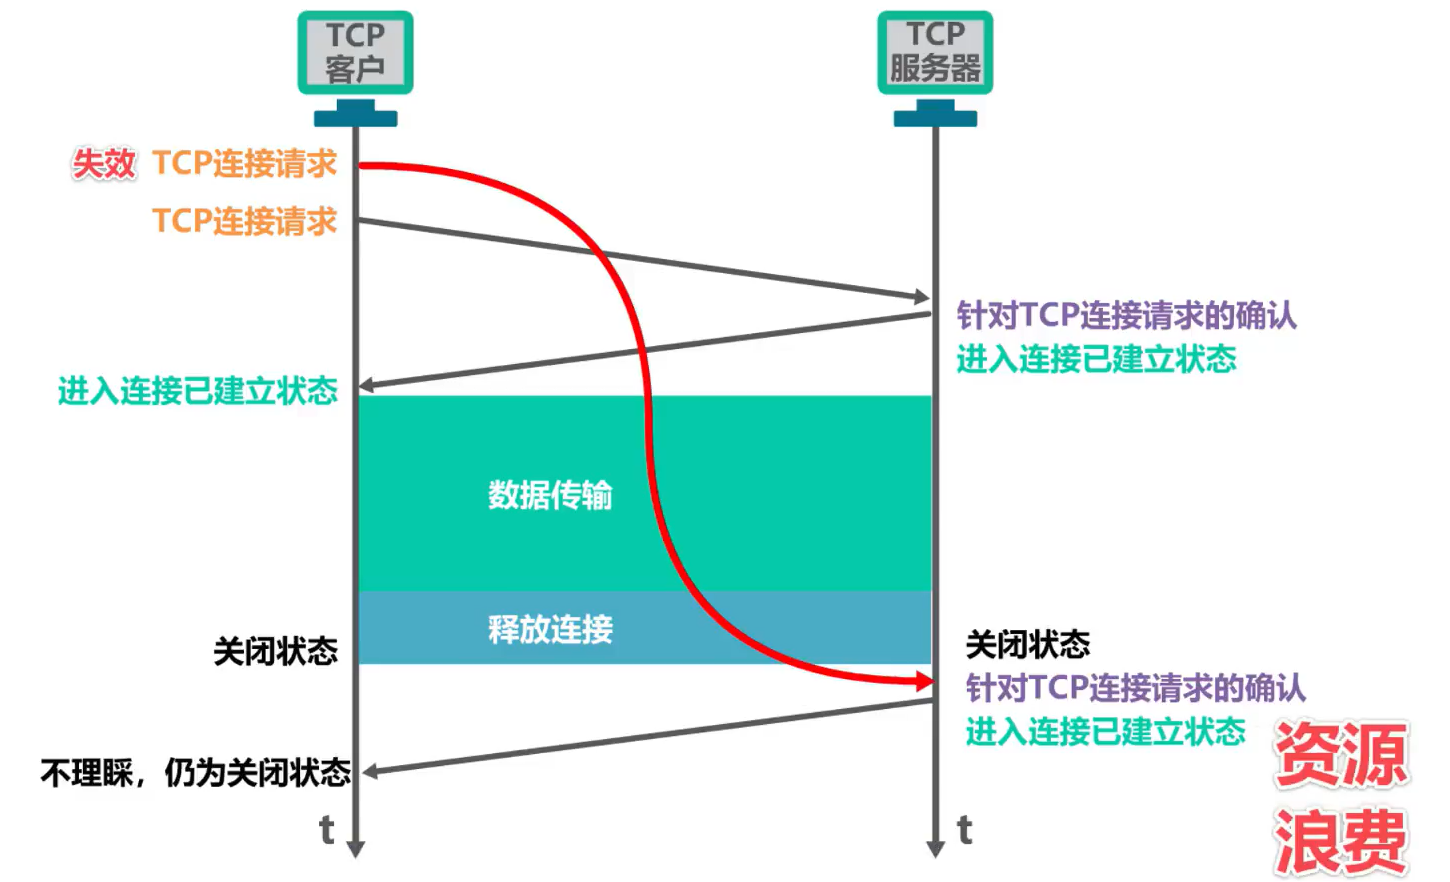 TCP
客户
TCP
服务器
失效 TCP连接请求
TCP连接请求
针对TCP连接请求的确认
进入连接已建立状态
进入连接已建立状态
数据传输
释放连接
关闭状态
关闭状态
针对TCP连接请求的确认
进入连接已建立状态
不理睬，仍为关闭状态
资源
浪费
t
t